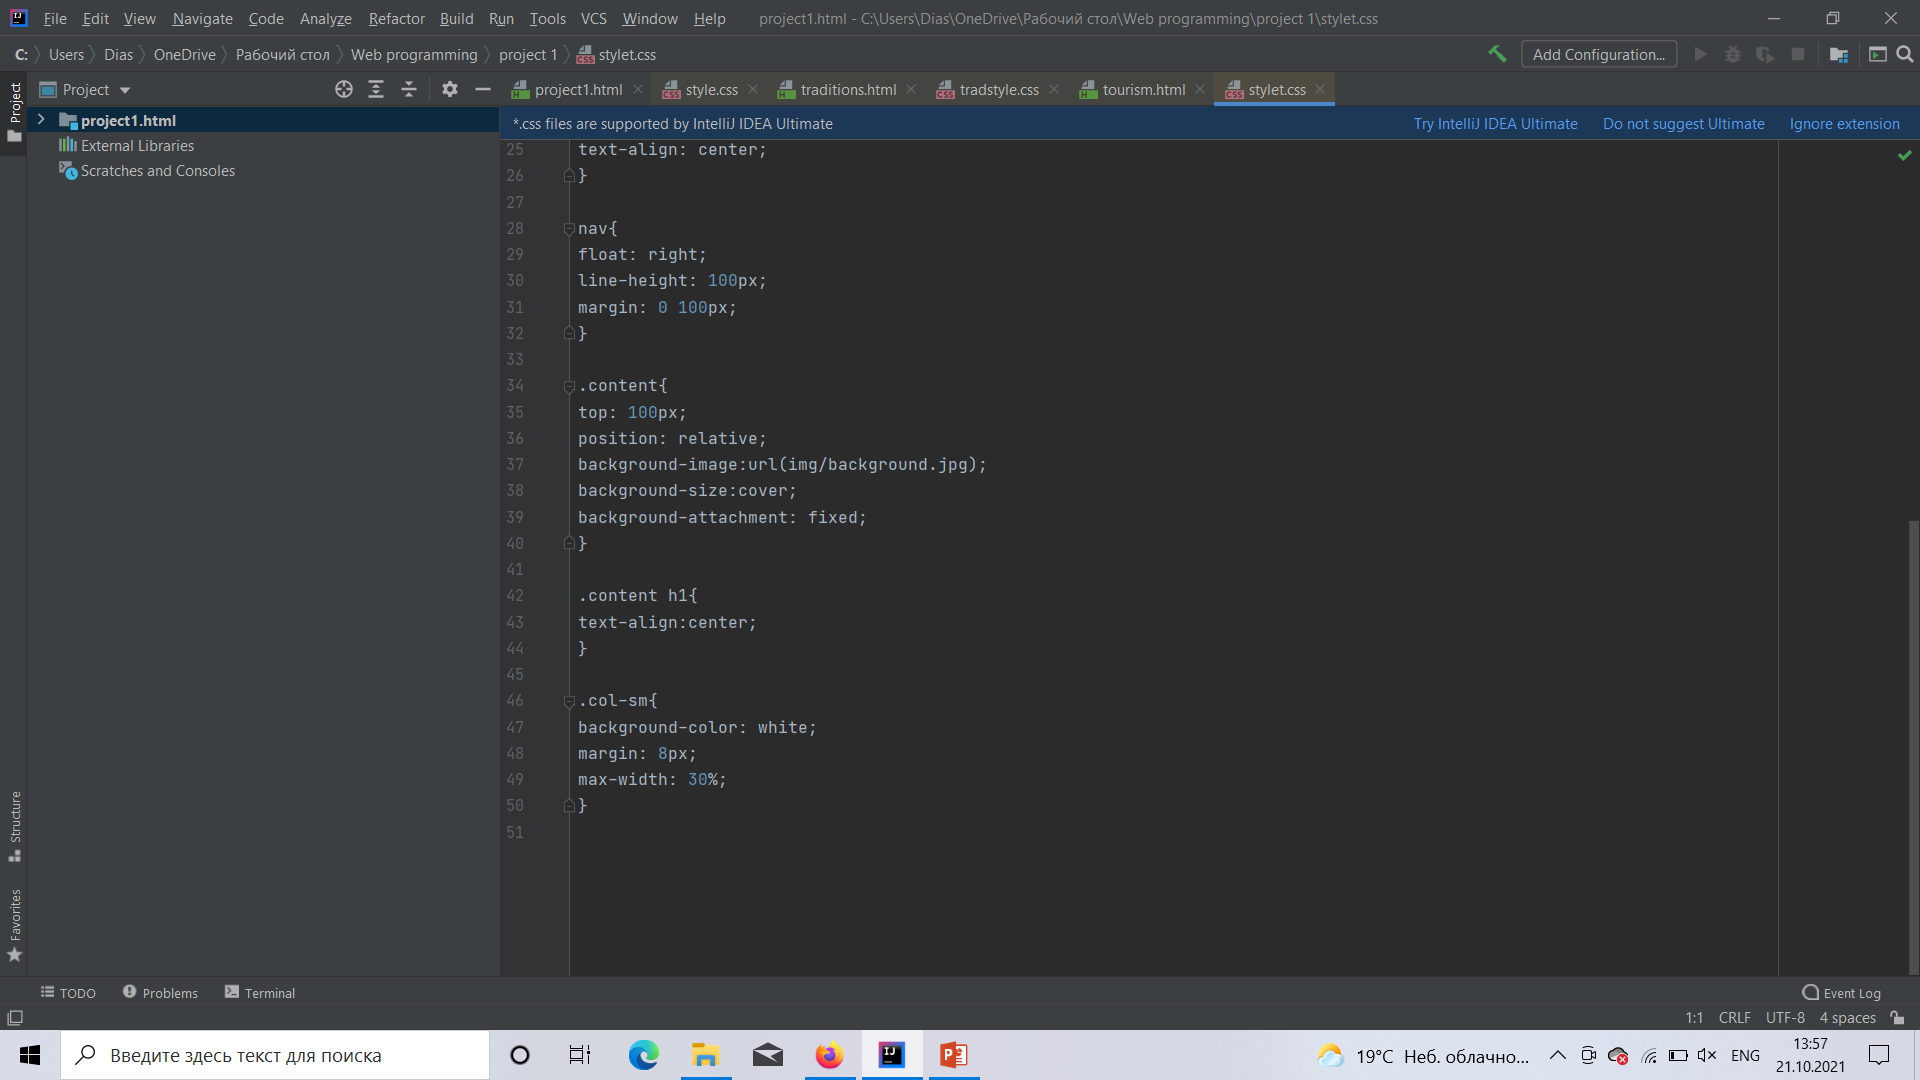 File Edit View Navigate Code Analyze Refactor Build Run Tools VCS Window Help project1.html - C:\Users\Dias\OneDrive\Рабочий стол\Web programming\project 1\stylet.css
C: Users Dias OneDrive Рабочий стол Web programming project 1 stylet.css Add Configuration...
Project project1.html style.css traditions.html tradstyle.css tourism.html stylet.css
*.css files are supported by IntelliJ IDEA Ultimate Try IntelliJ IDEA Ultimate Do not suggest Ultimate Ignore extension
Project
project1.html
External Libraries
Scratches and Consoles
25 text-align: center;
26 }
27
28 nav{
29 float: right;
30 line-height: 100px;
31 margin: 0 100px;
32 }
33
34 .content{
35 top: 100px;
36 position: relative;
37 background-image:url(img/background.jpg);
38 background-size:cover;
39 background-attachment: fixed;
40 }
41
42 .content h1{
43 text-align:center;
44 }
45
46 .col-sm{
47 background-color: white;
48 margin: 8px;
49 max-width: 30%;
50 }
51
Structure
Favorites
TODO Problems Terminal Event Log
1:1 CRLF UTF-8 4 spaces
Введите здесь текст для поиска 19°C Неб. облачно... ENG 13:57
21.10.2021